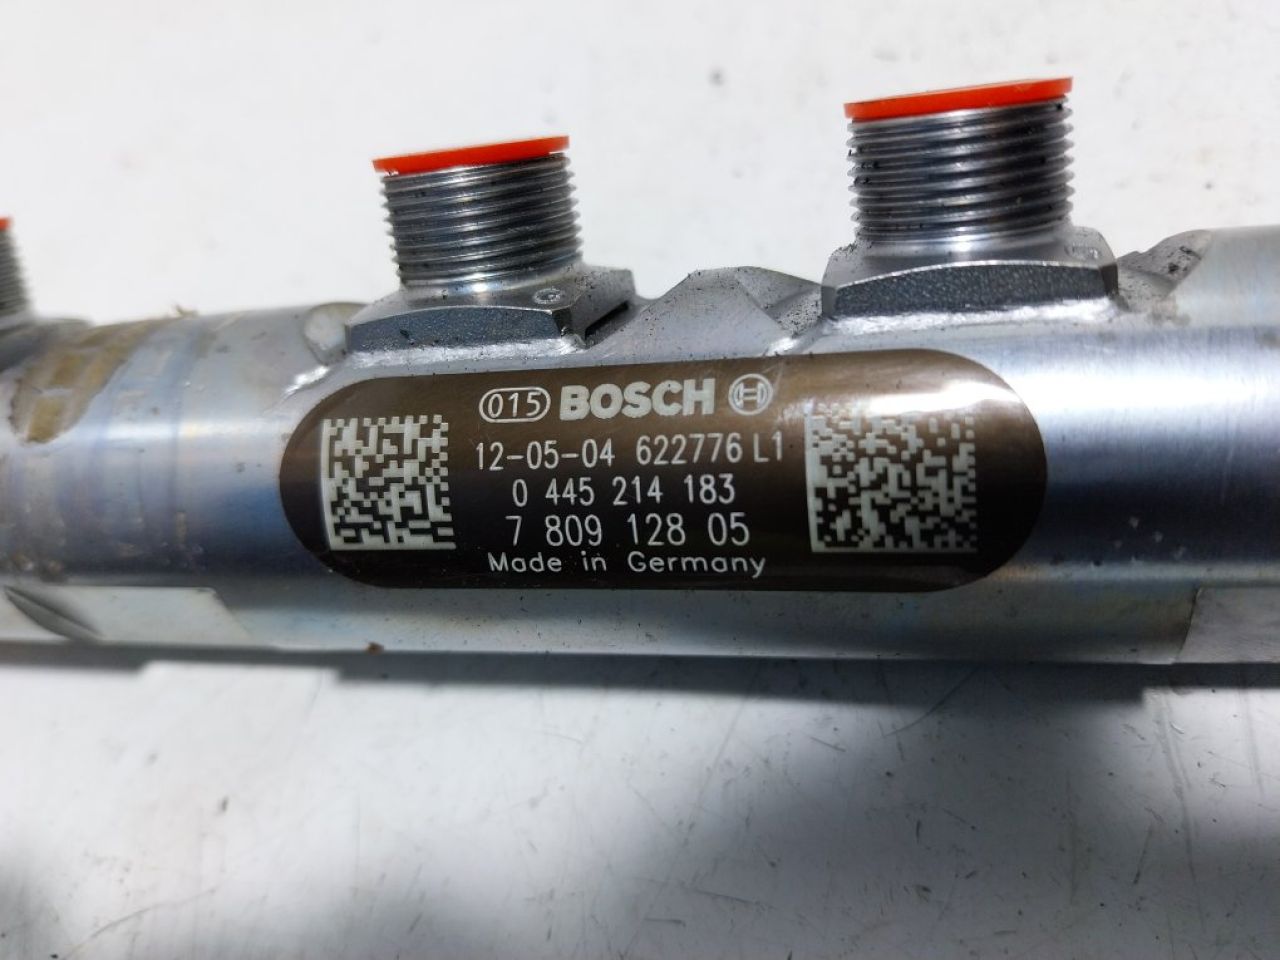 015 BOSCH
12-05-04 622776 L1
0 445 214 183
7 809 128 05
Made in Germany